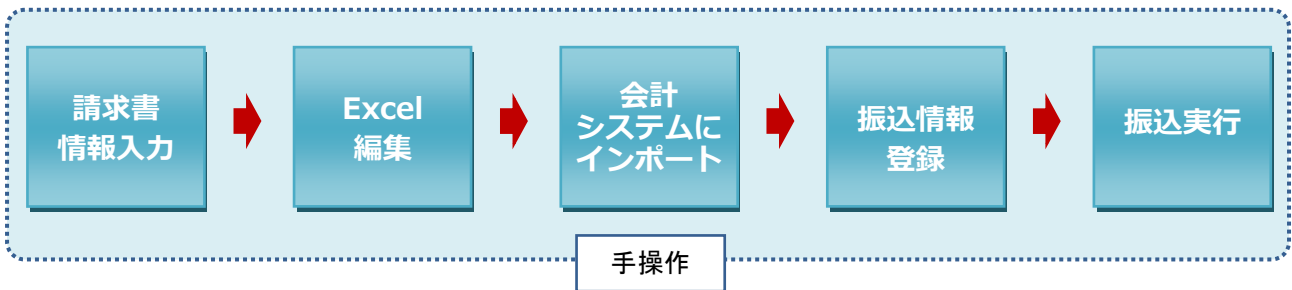 請求書
情報入力
Excel
編集
会計
システムに
インポート
振込情報
登録
振込実行
手操作